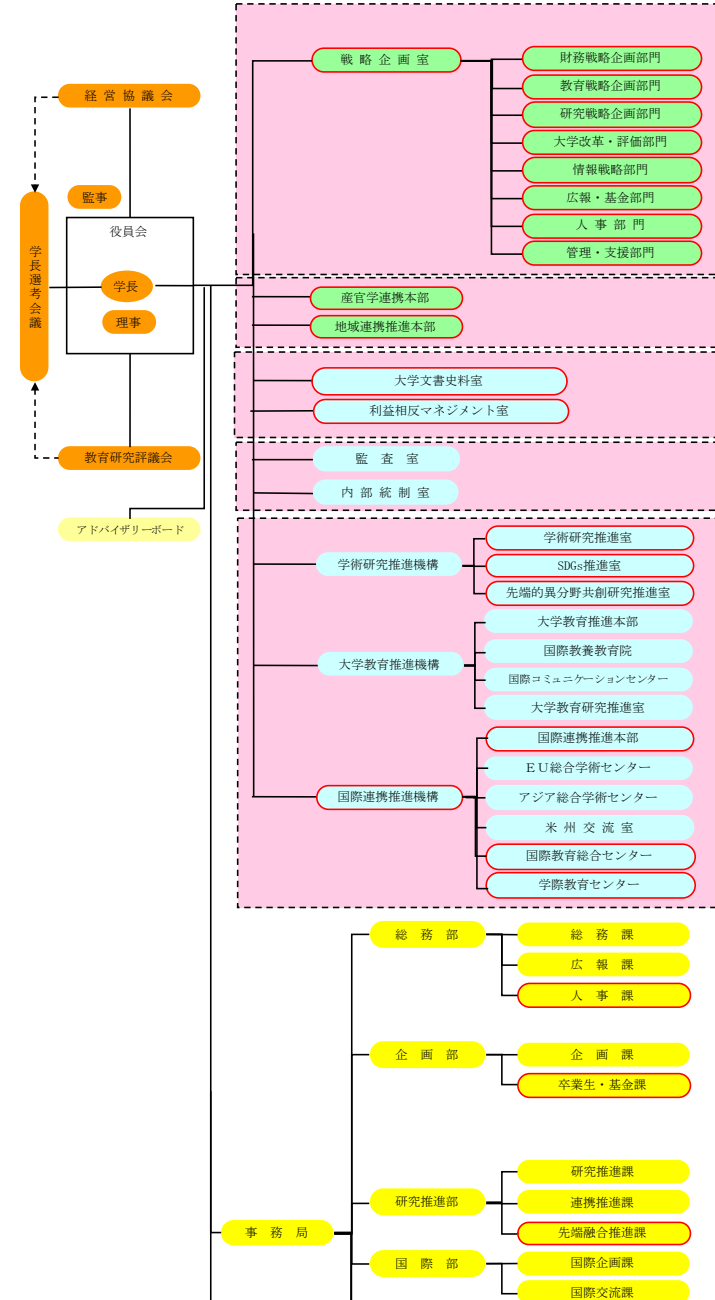 経営協議会
監事
役員会
学長
理事
学長選考会議
教育研究評議会
アドバイザリーボード
戦略企画室
財務戦略企画部門
教育戦略企画部門
研究戦略企画部門
大学改革・評価部門
情報戦略部門
広報・基金部門
人事部門
管理・支援部門
産官学連携本部
地域連携推進本部
大学文書史料室
利益相反マネジメント室
監査室
内部統制室
学術研究推進機構
学術研究推進室
SDGs推進室
先端的異分野共創研究推進室
大学教育推進機構
大学教育推進本部
国際教養教育院
国際コミュニケーションセンター
大学教育研究推進室
国際連携推進機構
国際連携推進本部
EU総合学術センター
アジア総合学術センター
米州交流室
国際教育総合センター
学際教育センター
事務局
総務部
総務課
広報課
人事課
企画部
企画課
卒業生・基金課
研究推進部
研究推進課
連携推進課
先端融合推進課
国際部
国際企画課
国際交流課